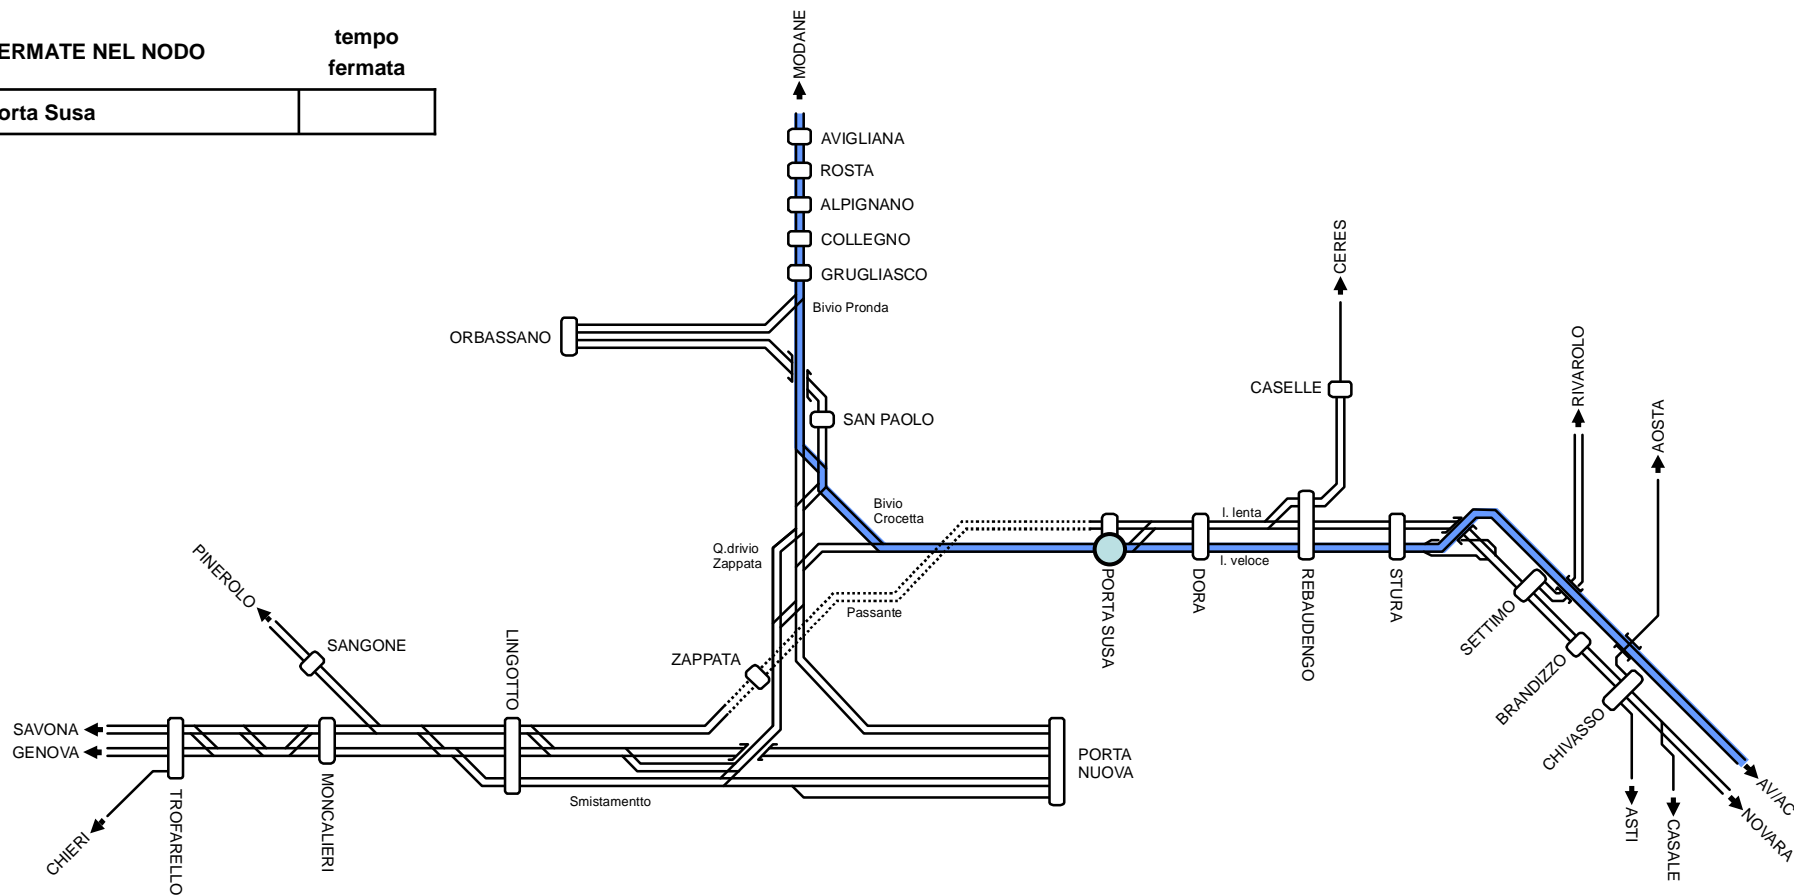 ERMATE NEL NODO
tempo
fermata
orta Susa
MODANE
AVIGLIANA
ROSTA
ALPIGNANO
COLLEGNO
GRUGLIASCO
Bivio Pronda
ORBASSANO
SAN PAOLO
CERES
CASELLE
RIVAROLO
AOSTA
Bivio
Crocetta
l. lenta
l. veloce
Q.drivio
Zappata
Passante
PORTA SUSA
DORA
REBAUDENGO
STURA
SETTIMO
BRANDIZZO
CHIVASSO
PINEROLO
SANGONE
LINGOTTO
ZAPPATA
SAVONA
GENOVA
CHIERI
TROFARELLO
MONCALIERI
Smistamentto
PORTA
NUOVA
ASTI
CASALE
NOVARA
AV/AC